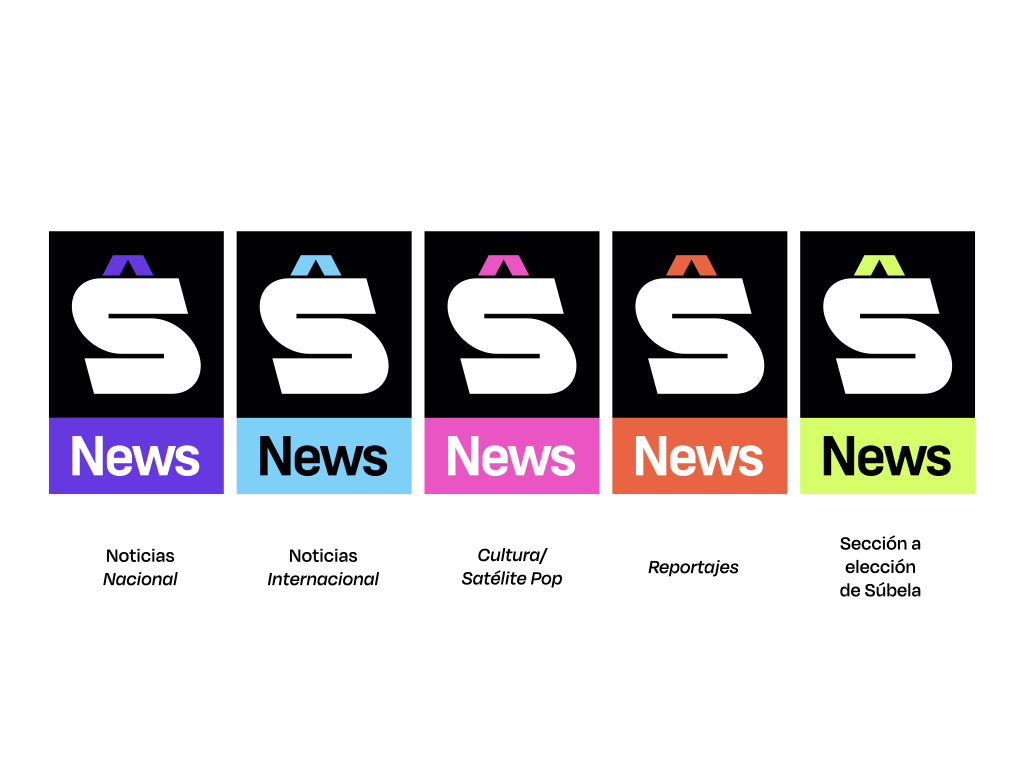 Ŝ
News
Noticias
Nacional
Ŝ
News
Noticias
Internacional
Ŝ
News
Cultura/
Satélite Pop
Ŝ
News
Reportajes
Ŝ
News
Sección a
elección
de Súbela